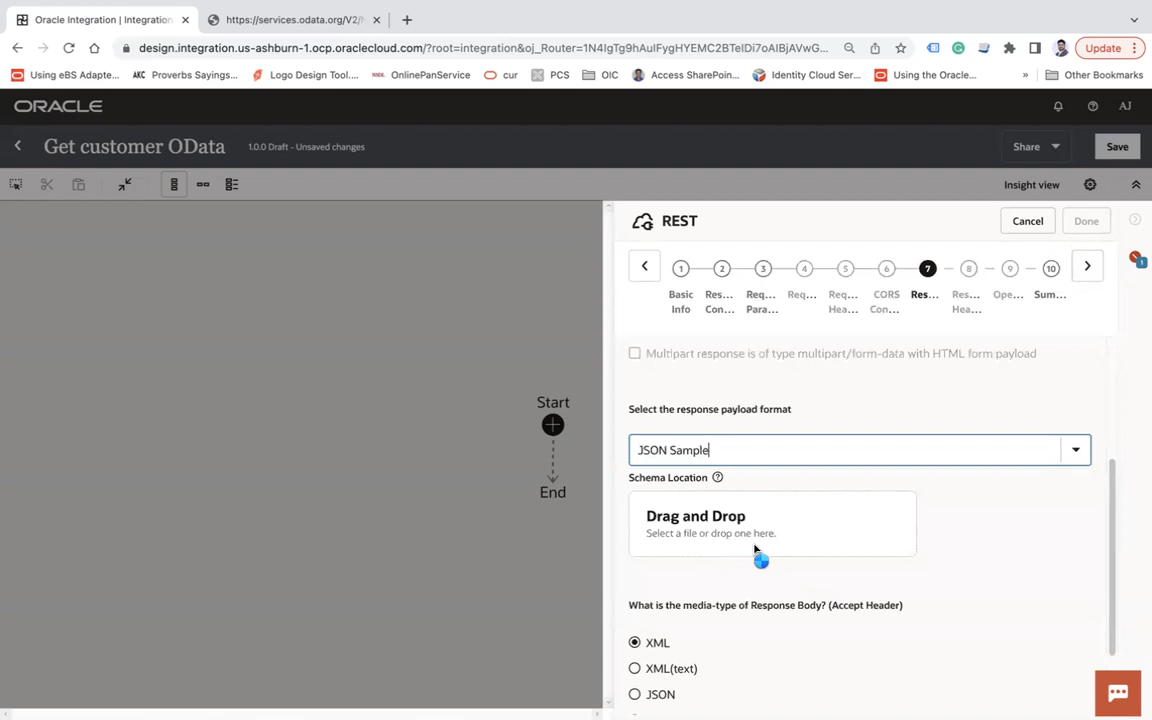 Oracle Integration | Integration
https://services.odata.org/V2/
design.integration.us-ashburn-1.ocp.oraclecloud.com/?root=integration&oj_Router=1N4IgTg9hAuIFygHYEMC2BTeIDi7oAIBjAVwG...
Update
Using eBS Adapte...
AKC Proverbs Sayings...
Logo Design Tool....
OnlinePanService
cur
PCS
OIC
Access SharePoin...
Identity Cloud Ser...
Using the Oracle...
»
Other Bookmarks
ORACLE
AJ
Get customer OData
1.0.0 Draft - Unsaved changes
Share
Save
Insight view
REST
Cancel
Done
1
2
3
4
5
6
7
8
9
10
Basic Info
Res... Con...
Req... Para...
Req...
Req... Hea...
CORS Con...
Res...
Res... Hea...
Ope...
Sum...
1
Multipart response is of type multipart/form-data with HTML form payload
Select the response payload format
JSON Sample
Schema Location
Drag and Drop
Select a file or drop one here.
What is the media-type of Response Body? (Accept Header)
XML
XML(text)
JSON
Start
End